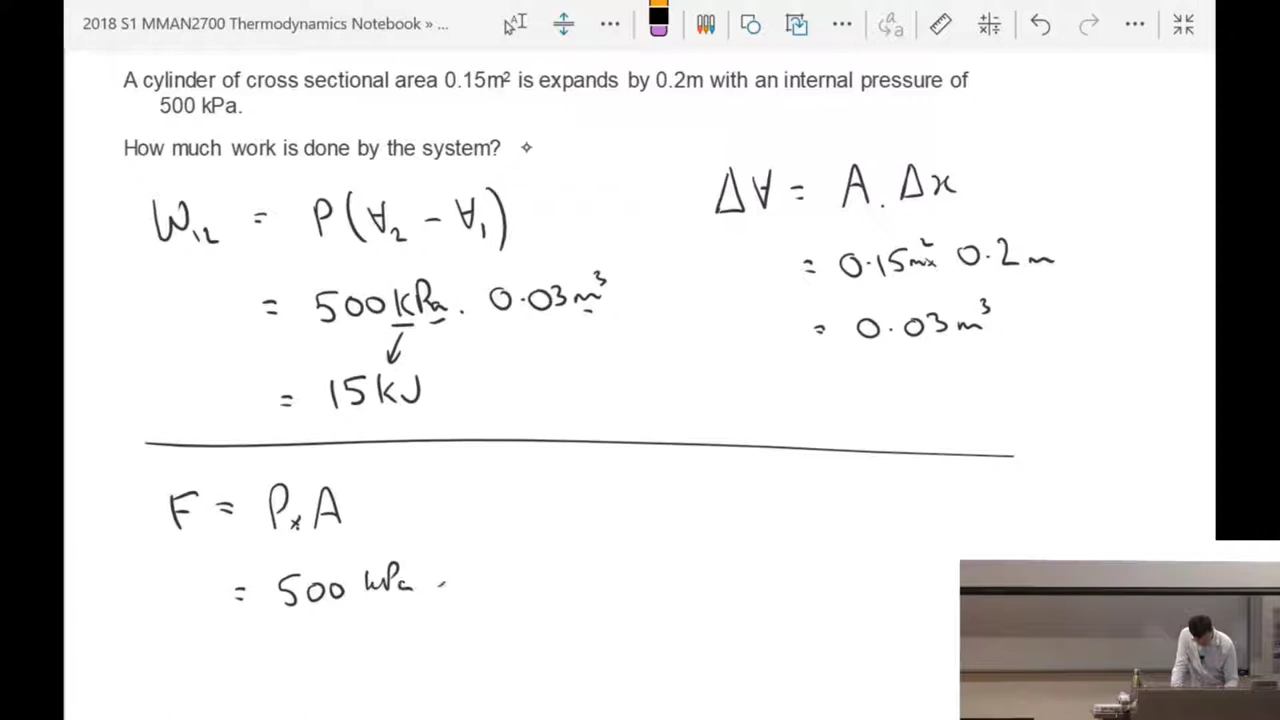 2018 S1 MMAN2700 Thermodynamics Notebook » ...
A cylinder of cross sectional area 0.15m² is expands by 0.2m with an internal pressure of
500 kPa.
How much work is done by the system?
W₁₂ = P(V₂ - V₁)
= 500kPa . 0.03m³
= 15kJ
ΔV = A . Δx
= 0.15m² x 0.2m
= 0.03m³
F = P x A
= 500 kPa